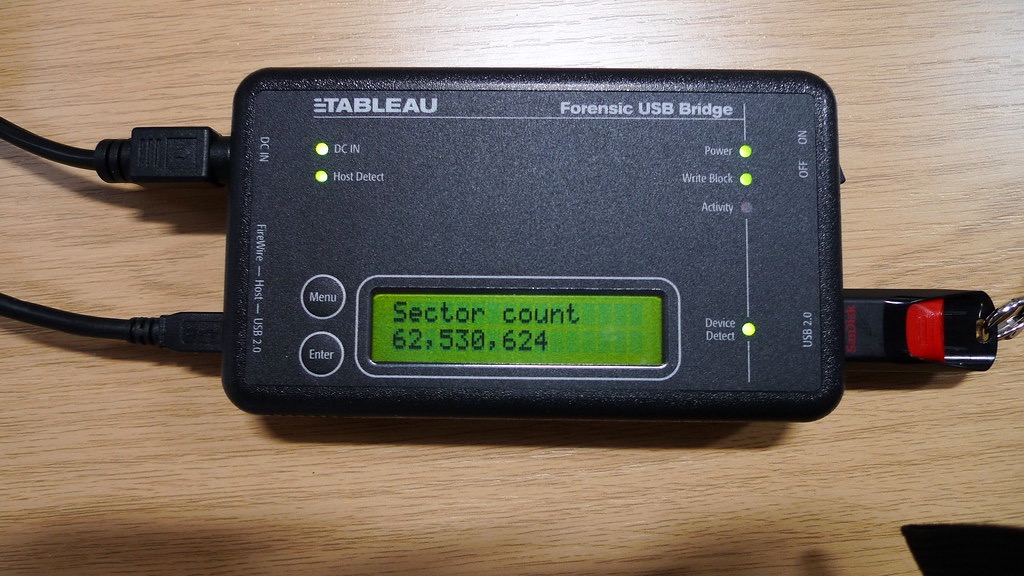 TABLEAU
Forensic USB Bridge
DC IN
Host Detect
Power
Write Block
Activity
ON
OFF
DC IN
FireWire — Host — USB 2.0
Menu
Enter
Sector count
62,530,624
Device
Detect
USB 2.0
SanDisk